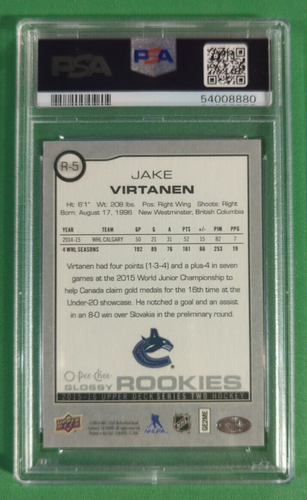 PSA
PSA
54008880
R-5
JAKE
VIRTANEN
Ht: 6'1" Wt: 208 lbs. Pos: Right Wing Shoots: Right
Born: August 17, 1996 New Westminster, British Columbia
YEAR TEAM GP G A PTS +/- PIM PPG
2014-15 WHL CALGARY 50 21 31 52 15 82 7
4 WHL SEASONS 192 85 76 161 66 253 19
Virtanen had four points (1-3-4) and a plus-4 in seven
games at the 2015 World Junior Championship to
help Canada claim gold medals for the 16th time at the
Under-20 showcase. He notched a goal and an assist
in an 8-0 win over Slovakia in the preliminary round.
O-Pee-Chee
GLOSSY ROOKIES
2015-16 UPPER DECK SERIES TWO HOCKEY
NHLPA
NHL
GE2ME